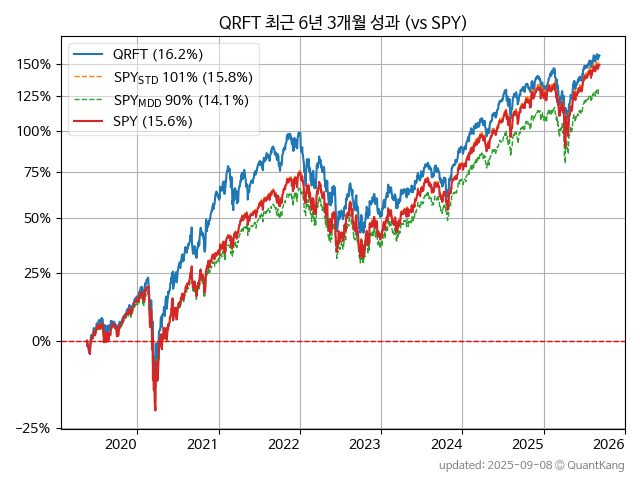 QRFT 최근 6년 3개월 성과 (vs SPY)
QRFT (16.2%)
SPY_STD 101% (15.8%)
SPY_MDD 90% (14.1%)
SPY (15.6%)
150%
125%
100%
75%
50%
25%
0%
−25%
2020 2021 2022 2023 2024 2025 2026
updated: 2025-09-08 © QuantKang